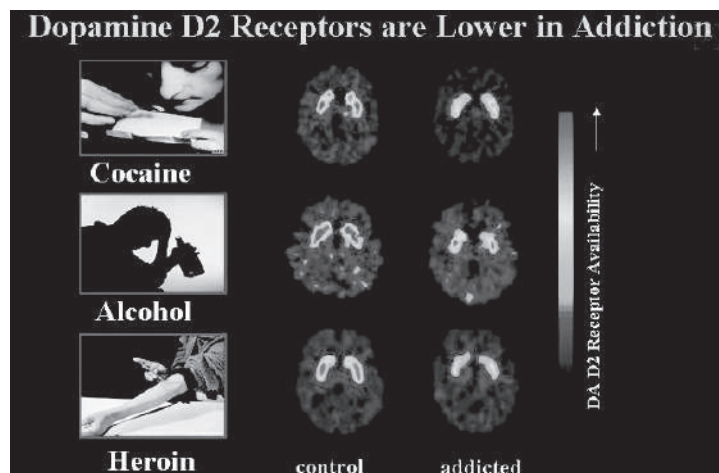 Dopamine D2 Receptors are Lower in Addiction
Cocaine
Alcohol
Heroin
control
addicted
DA D2 Receptor Availability